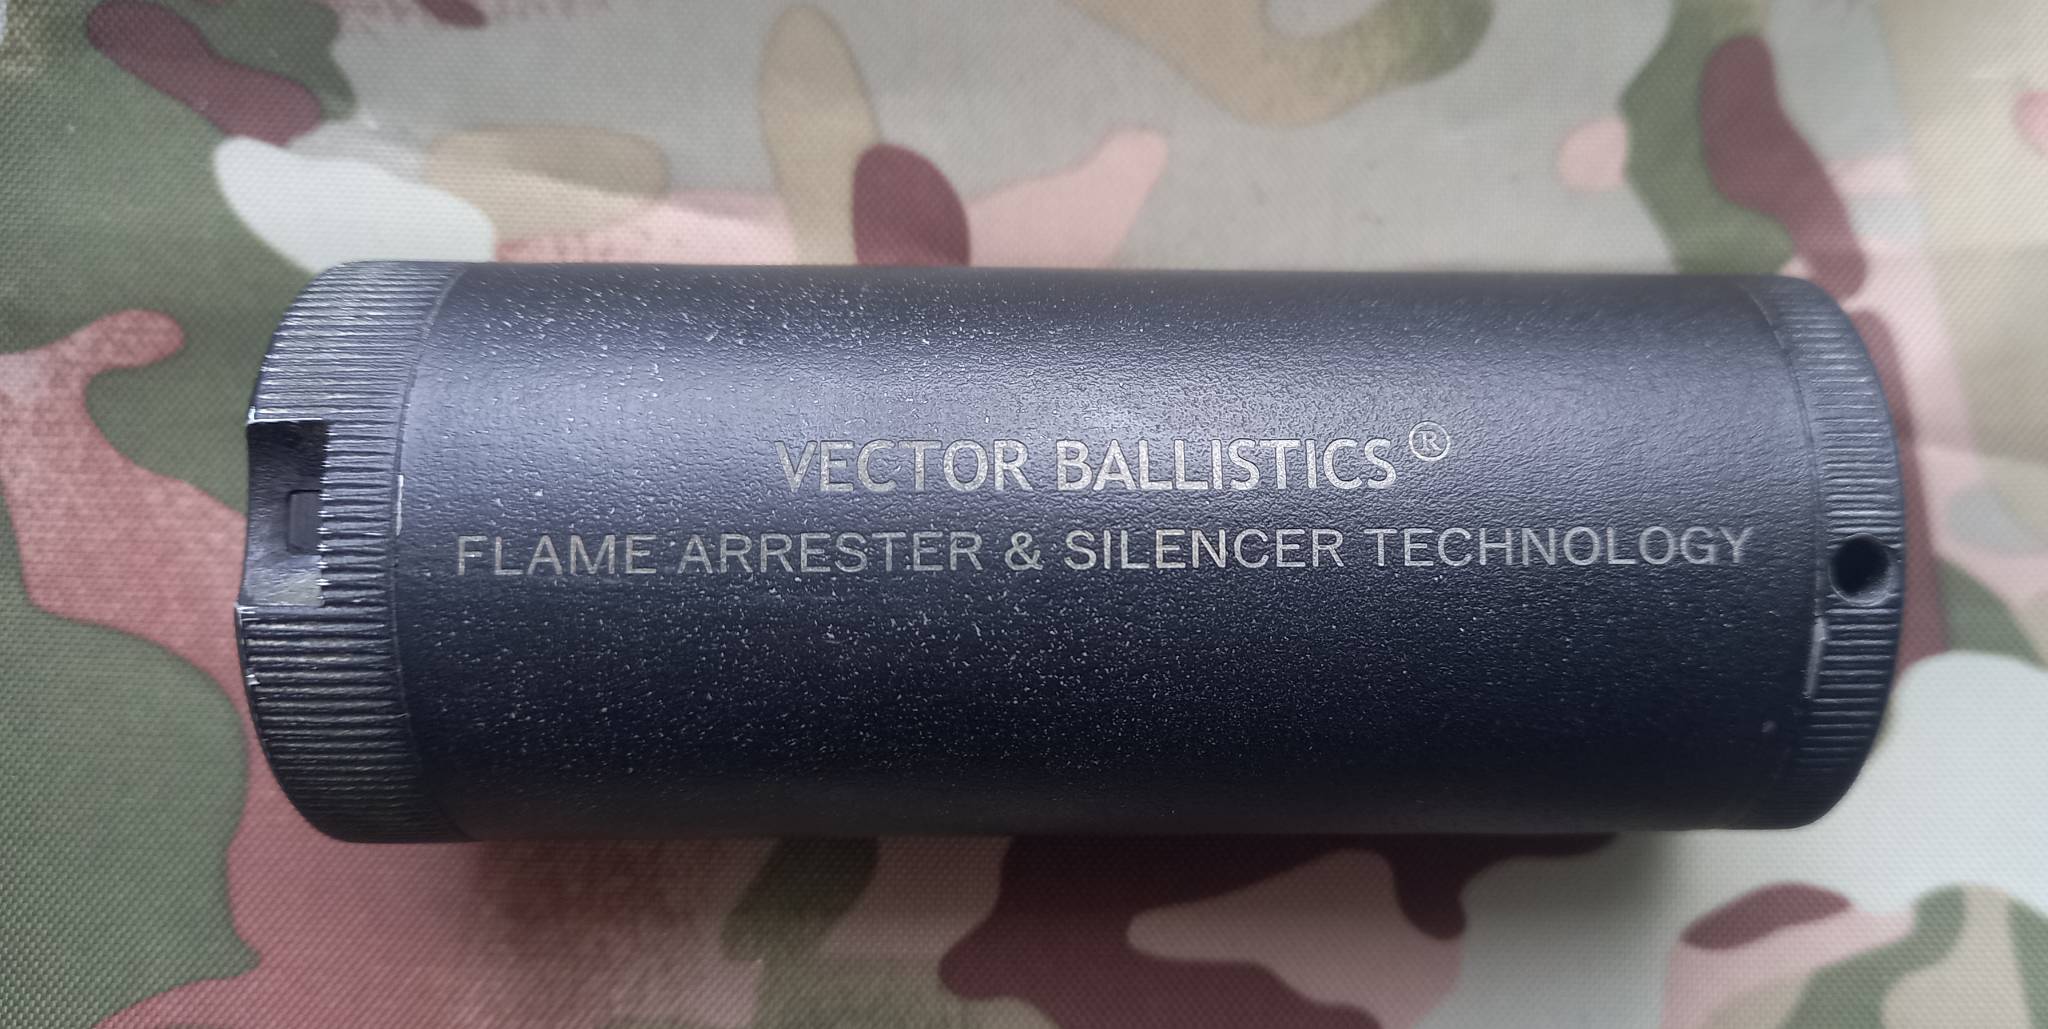 VECTOR BALLISTICS®
FLAME ARRESTER & SILENCER TECHNOLOGY